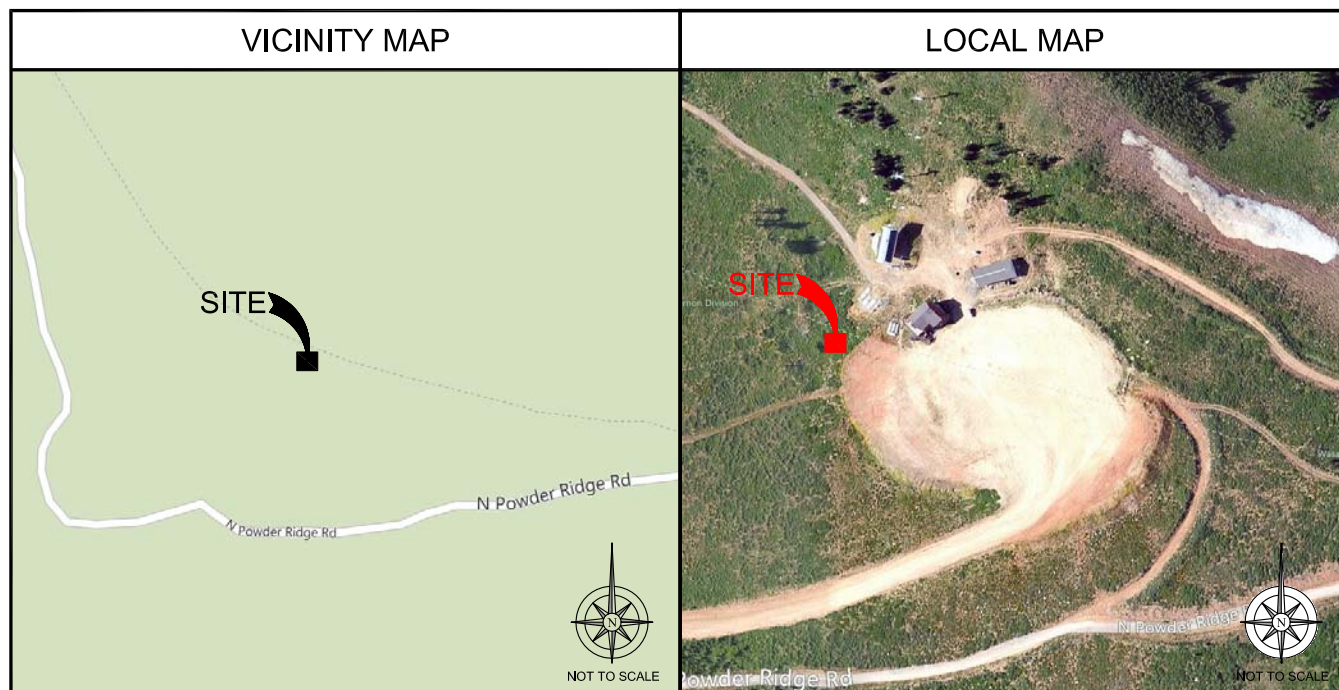 VICINITY MAP
SITE
N Powder Ridge Rd
N Powder Ridge Rd
N
NOT TO SCALE
LOCAL MAP
SITE
Division
N Powder Ridge
Powder Ridge Rd
N
NOT TO SCALE